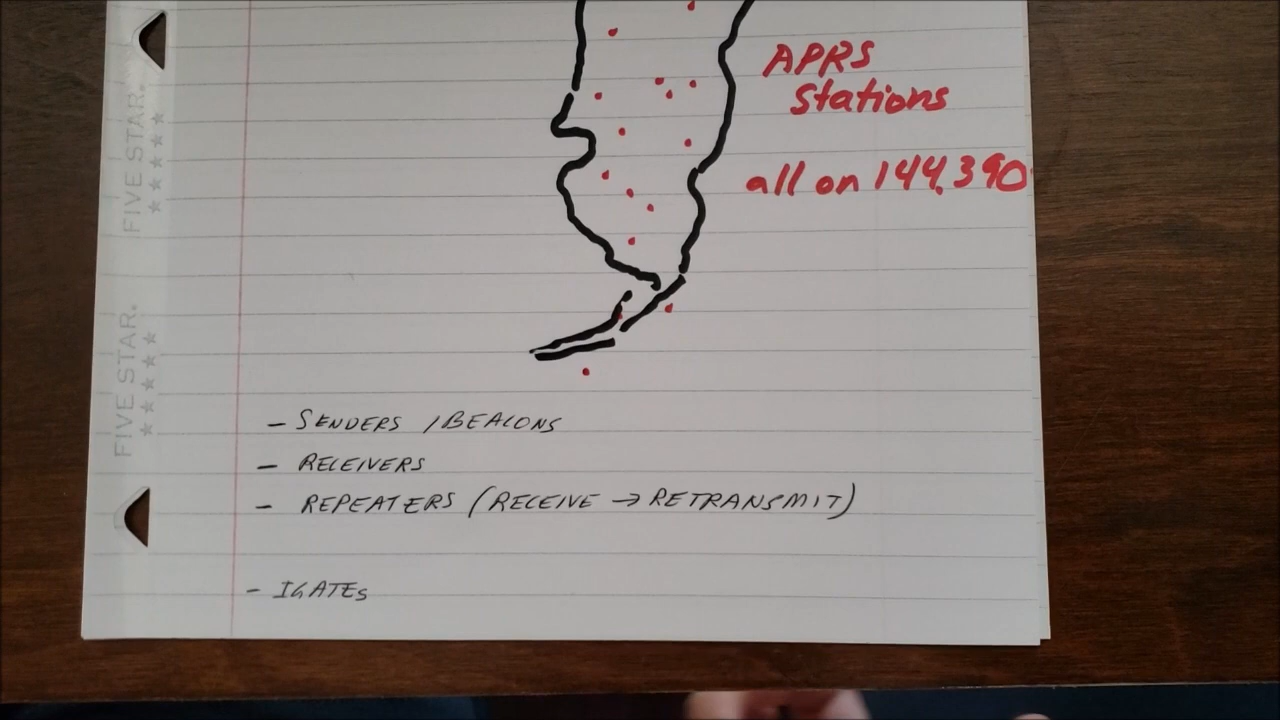 APRS
Stations
all on 144.390
FIVE STAR.
FIVE STAR.
- SENDERS / BEACONS
- RECEIVERS
- REPEATERS (RECEIVE → RETRANSMIT)
- IGATES